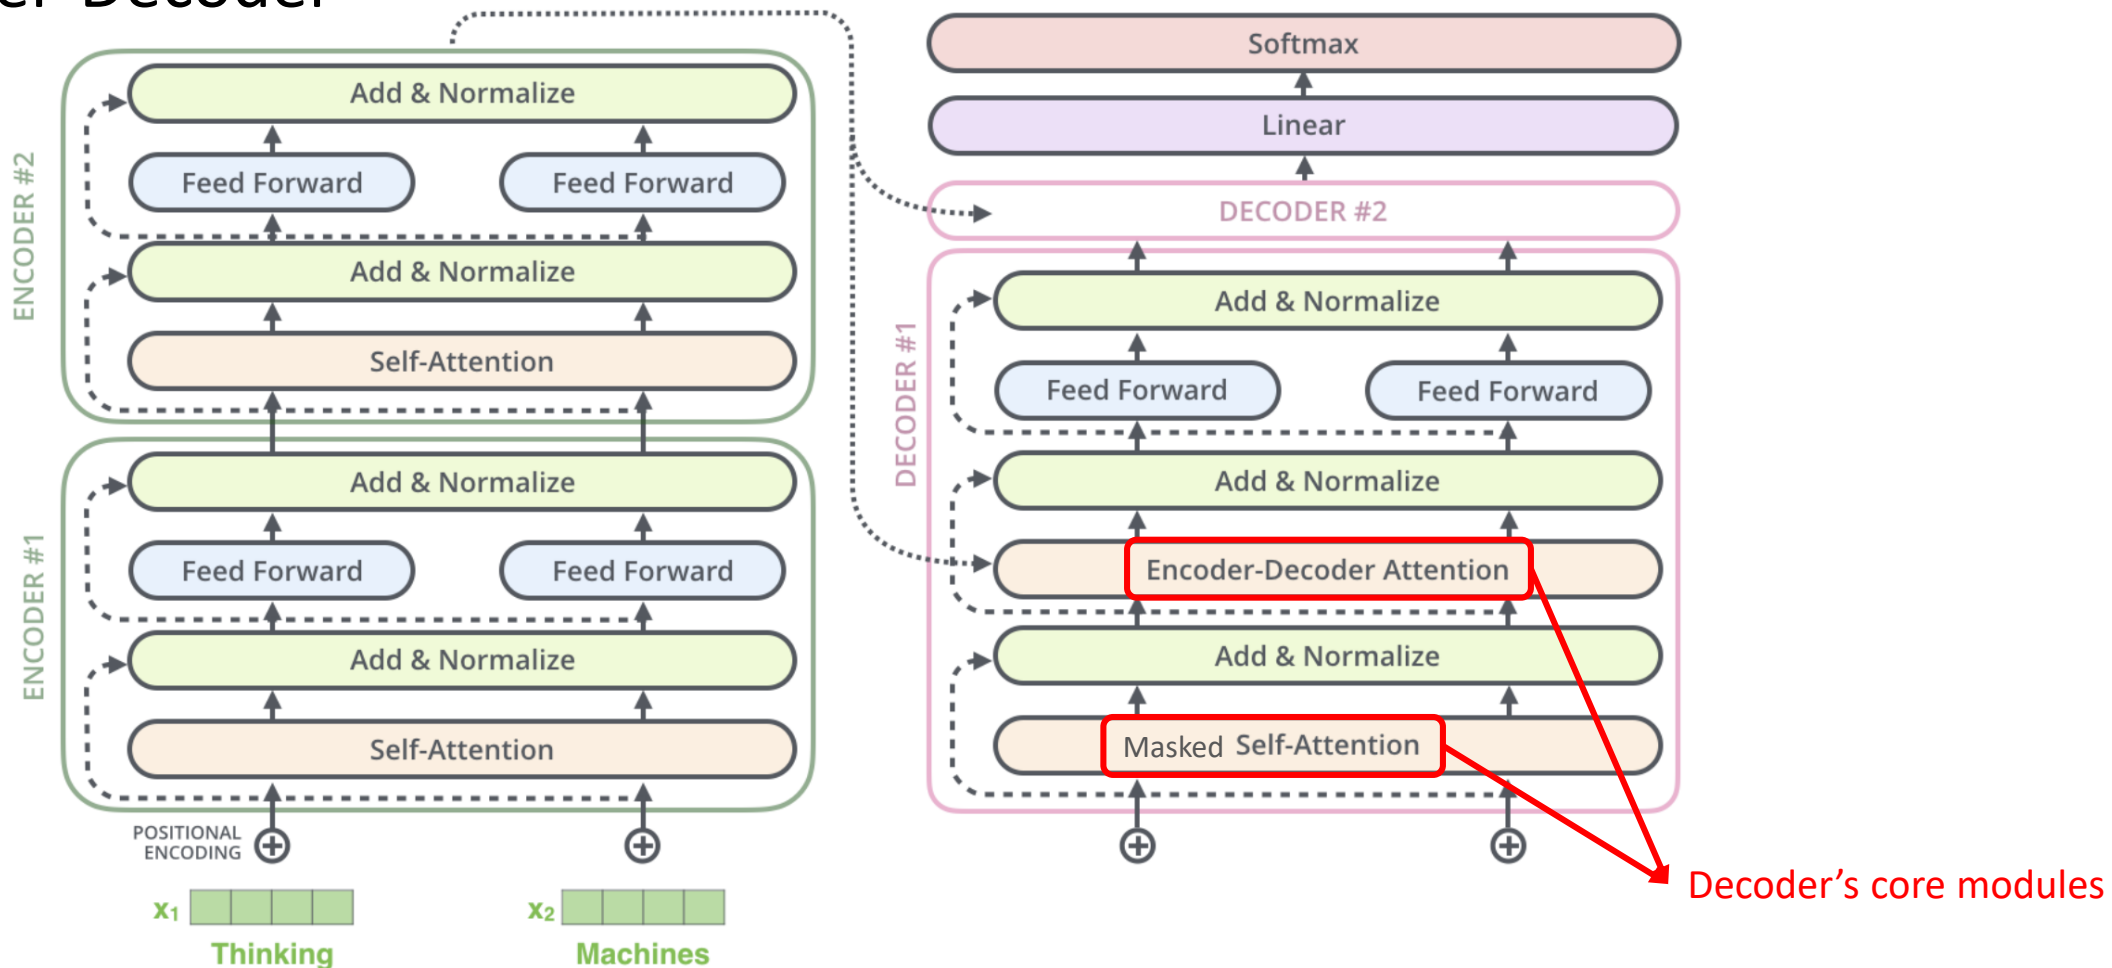 er-Decoder
ENCODER #2
Add & Normalize
Feed Forward
Feed Forward
Add & Normalize
Self-Attention
ENCODER #1
Add & Normalize
Feed Forward
Feed Forward
Add & Normalize
Self-Attention
POSITIONAL
ENCODING
x1
x2
Thinking
Machines
Softmax
Linear
DECODER #2
DECODER #1
Add & Normalize
Feed Forward
Feed Forward
Add & Normalize
Encoder-Decoder Attention
Add & Normalize
Masked Self-Attention
Decoder’s core modules